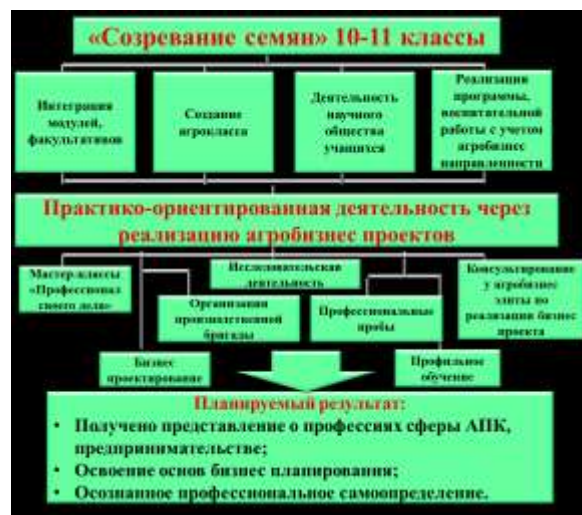 «Созревание семян» 10-11 классы
Интеграция
модулей,
факультативов
Создание
агрокласса
Деятельность
научного
общества
учащихся
Реализация
программы,
воспитательной
работы с учетом
агробизнес
направленности
Практико-ориентированная деятельность через
реализацию агробизнес проектов
Мастер-классы
«Профессионал
своего дела»
Исследовательская
деятельность
Консультирование
у агробизнес
элиты по
реализации бизнес
проекта
Организация
производственной
бригады
Профессиональные
пробы
Бизнес
проектирование
Профильное
обучение
Планируемый результат:
• Получено представление о профессиях сферы АПК,
предпринимательстве;
• Освоение основ бизнес планирования;
• Осознанное профессиональное самоопределение.